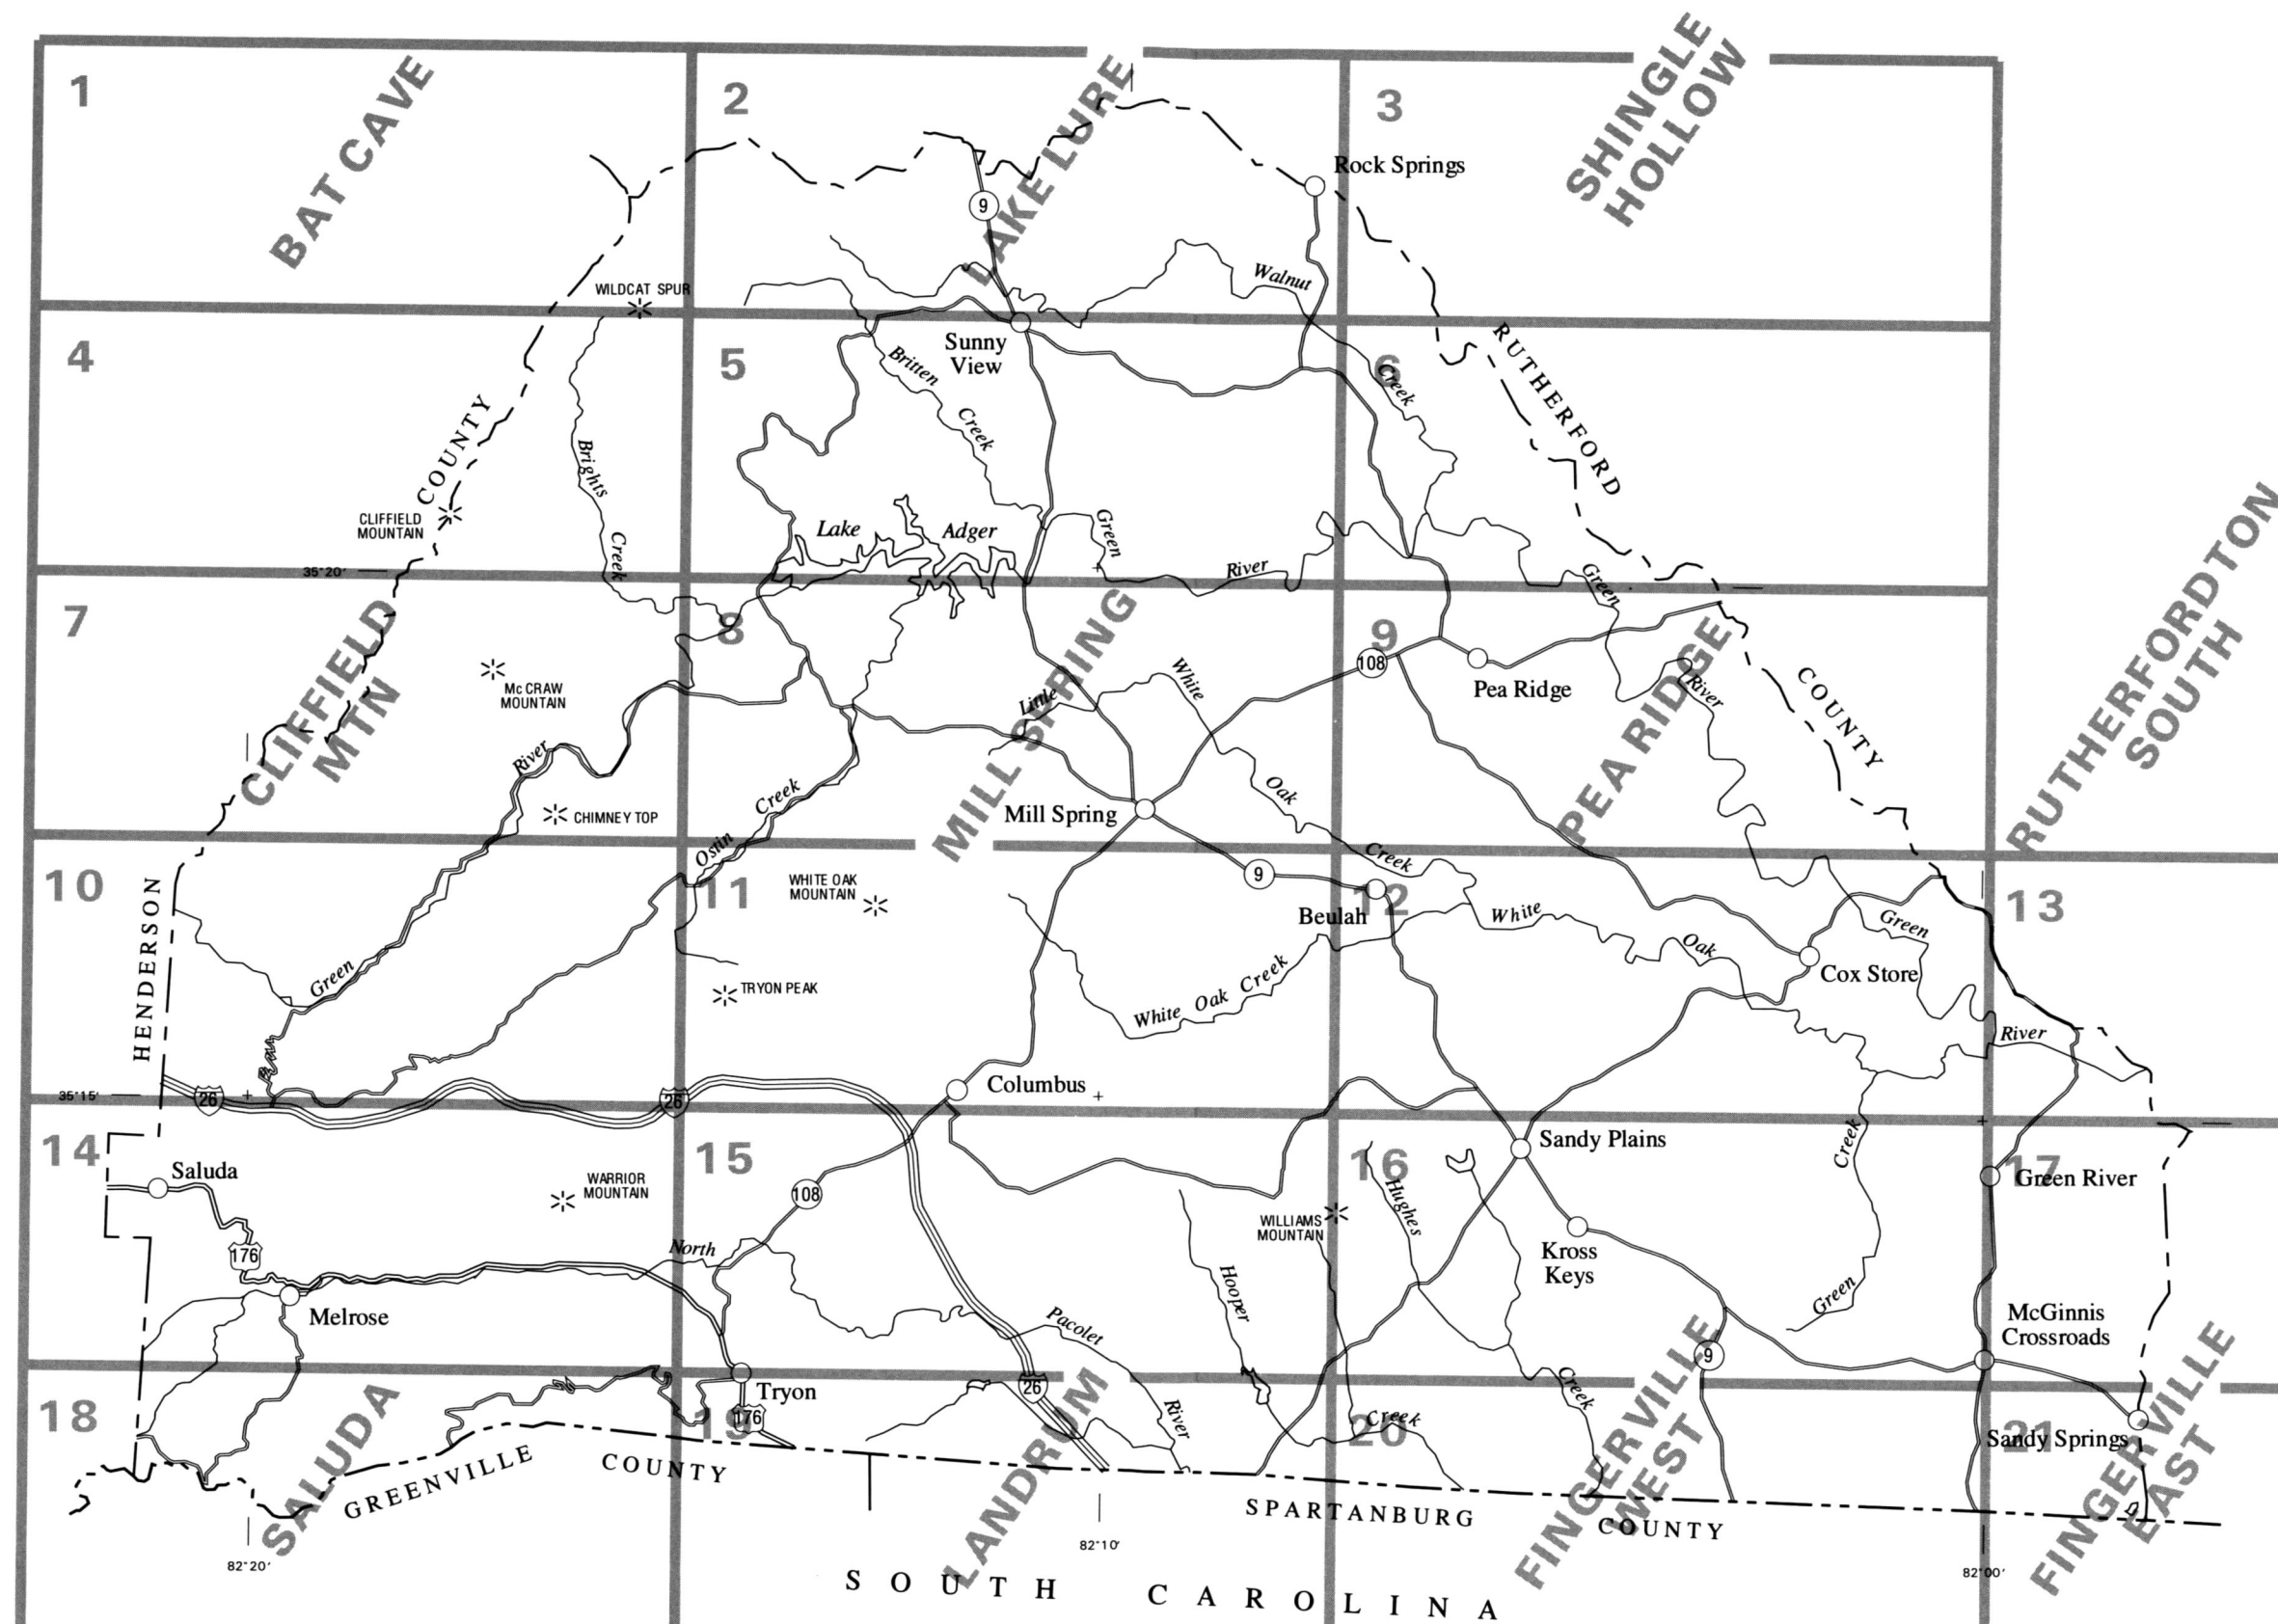 1
BAT CAVE
2
LAKE LURE
3
SHINGLE
HOLLOW
Rock Springs
9
Walnut
WILDCAT SPUR
4
5
Sunny
View
Britten
Creek
6
Creek
RUTHERFORD
COUNTY
COUNTY
Brights
Creek
CLIFFIELD
MOUNTAIN
Lake Adger
Green
River
35°20'
Green
River
7
8
9
108
Pea Ridge
CLIFFIELD
MTN
Mc CRAW
MOUNTAIN
MILL SPRING
Little
White
Oak
Creek
PEA RIDGE
RUTHERFORDTON
SOUTH
River
CHIMNEY TOP
Creek
Ostin
Mill Spring
10
11
WHITE OAK
MOUNTAIN
9
12
Beulah
White
Oak
Green
13
HENDERSON
Green
TRYON PEAK
White Oak Creek
Cox Store
River
35°15'
26
26
Columbus
14
Saluda
15
WARRIOR
MOUNTAIN
108
16
Hughes
Sandy Plains
Creek
17
Green River
176
WILLIAMS
MOUNTAIN
North
Kross
Keys
Hooper
Green
Melrose
Pacolet
McGinnis
Crossroads
9
18
SALUDA
Tryon
19
176
26
LANDRUM
River
Creek
20
Creek
FINGERVILLE
WEST
21
Sandy Springs
FINGERVILLE
EAST
GREENVILLE COUNTY
SPARTANBURG COUNTY
82°20'
82°10'
82°00'
SOUTH CAROLINA